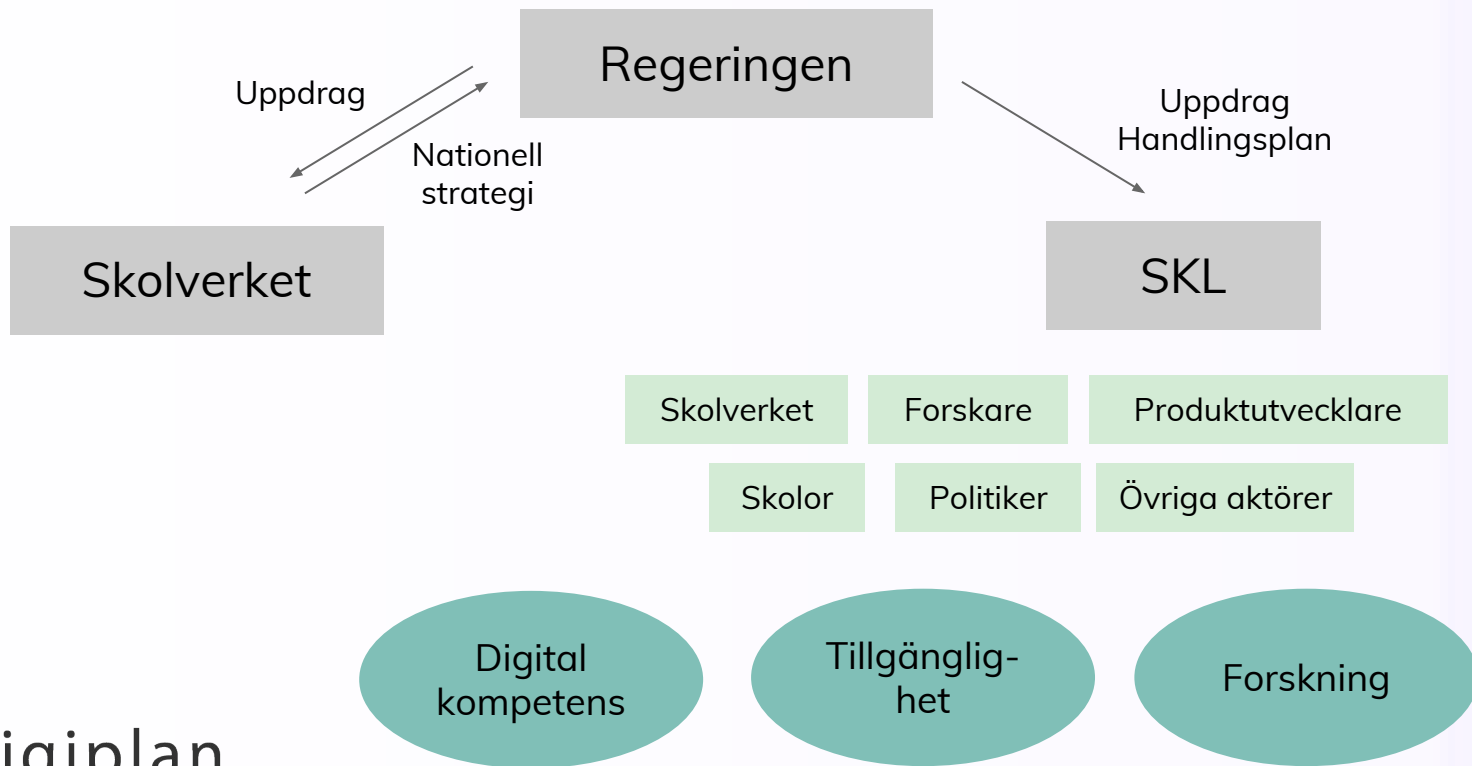 Regeringen
Uppdrag
Nationell
strategi
Uppdrag
Handlingsplan
Skolverket
SKL
Skolverket
Forskare
Produktutvecklare
Skolor
Politiker
Övriga aktörer
Digital
kompetens
Tillgänglig-
het
Forskning
igiplan